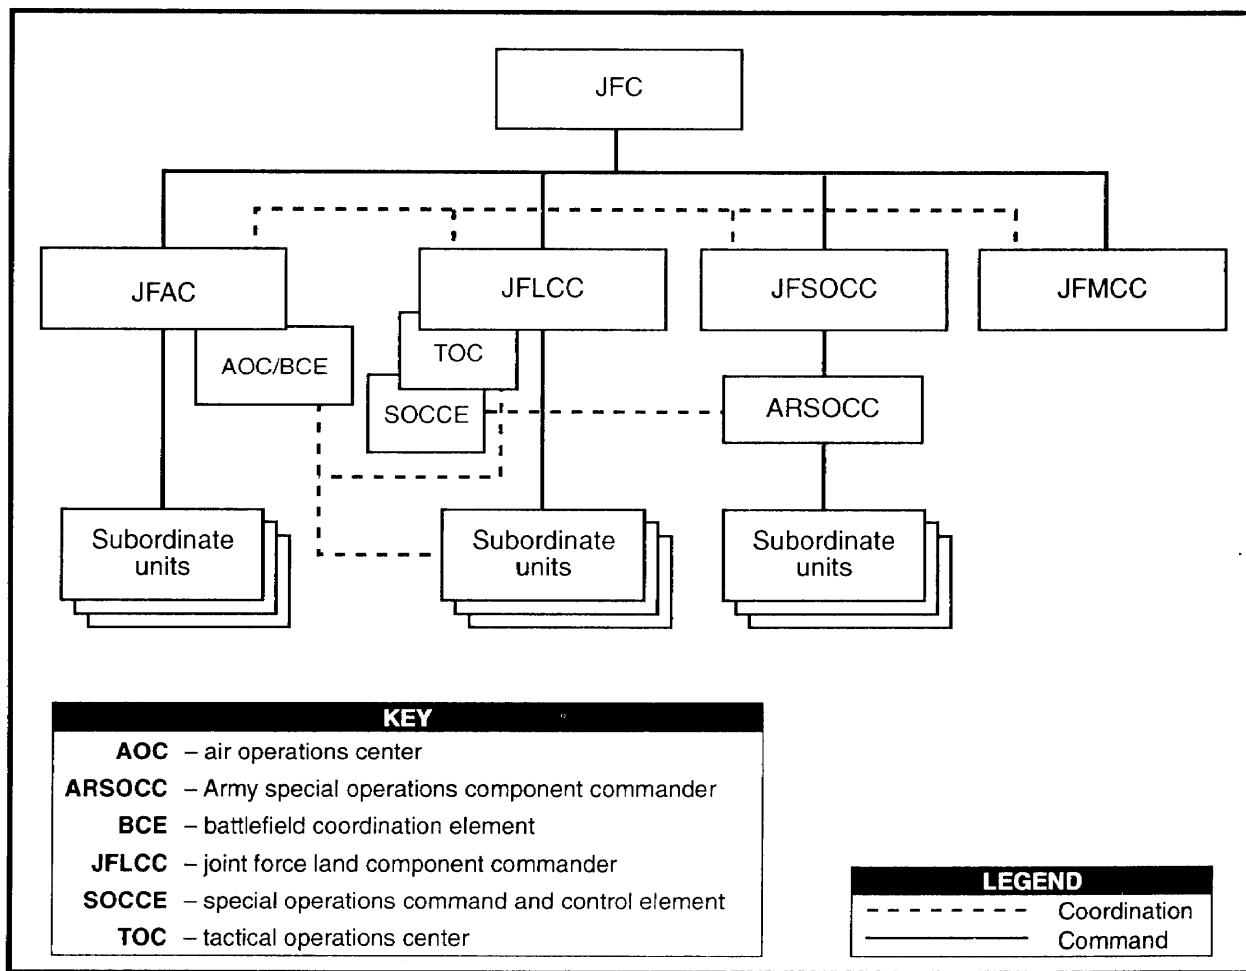 JFC
JFAC
JFLCC
JFSOCC
JFMCC
AOC/BCE
TOC
SOCCE
ARSOCC
Subordinate
units
Subordinate
units
Subordinate
units
KEY
AOC – air operations center
ARSOCC – Army special operations component commander
BCE – battlefield coordination element
JFLCC – joint force land component commander
SOCCE – special operations command and control element
TOC – tactical operations center
LEGEND
Coordination
Command